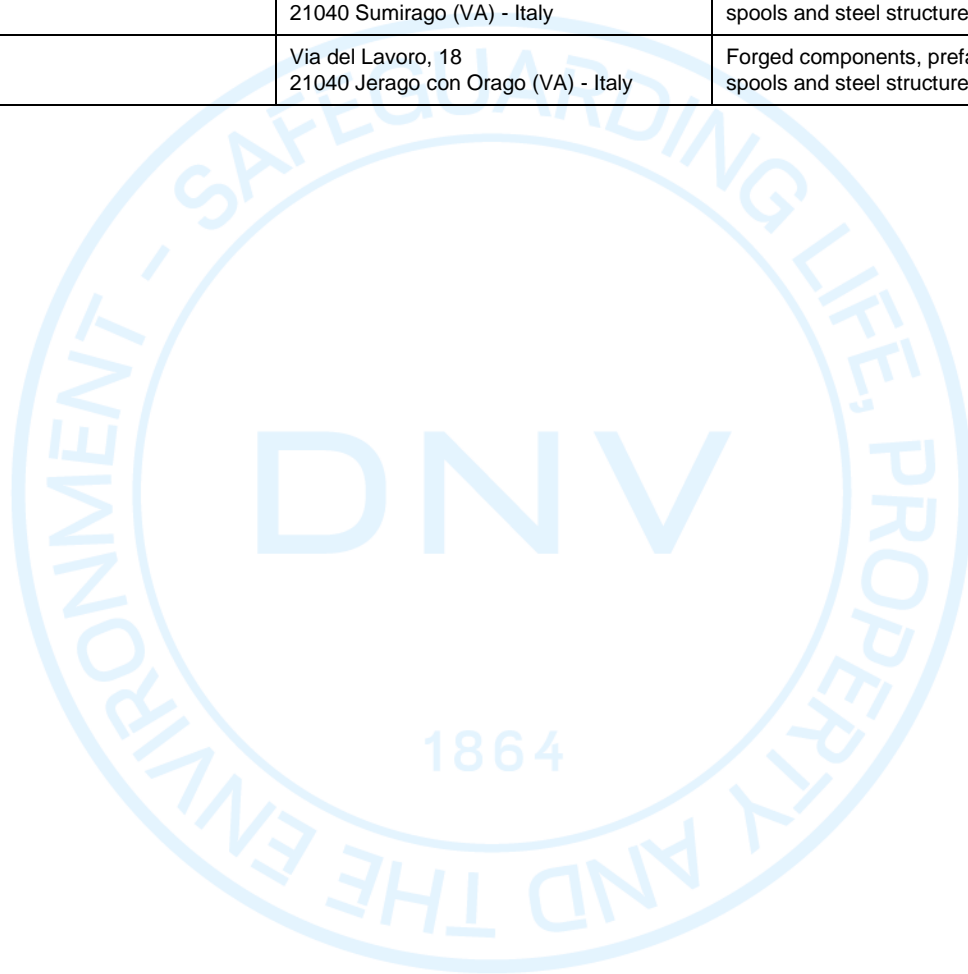 21040 Sumirago (VA) - Italy
spools and steel structure
Via del Lavoro, 18
21040 Jerago con Orago (VA) - Italy
Forged components,
spools and steel structure
SAFEGUARDING LIFE, PROPERTY AND THE ENVIRONMENT -
DNV
1864